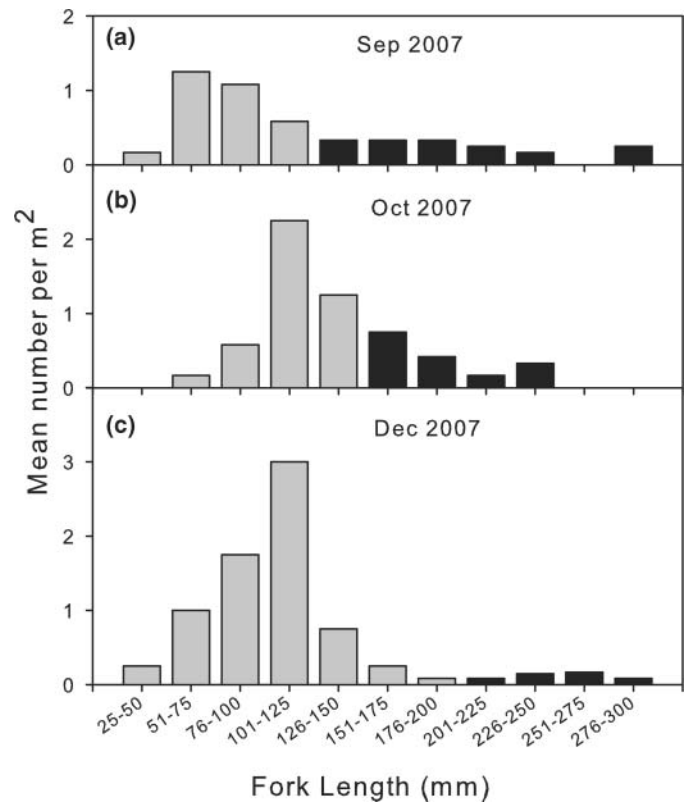 Mean number per m2
(a)
Sep 2007
2
1
0
(b)
Oct 2007
2
1
0
(c)
Dec 2007
3
2
1
0
25-50
51-75
76-100
101-125
126-150
151-175
176-200
201-225
226-250
251-275
276-300
Fork Length (mm)